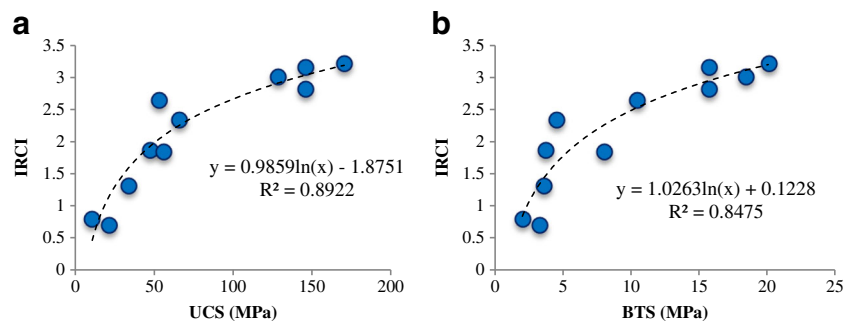 a
3.5
3
2.5
2
1.5
1
0.5
0
IRCI
y = 0.9859ln(x) - 1.8751
R² = 0.8922
0 50 100 150 200
UCS (MPa)
b
3.5
3
2.5
2
1.5
1
0.5
0
IRCI
y = 1.0263ln(x) + 0.1228
R² = 0.8475
0 5 10 15 20 25
BTS (MPa)